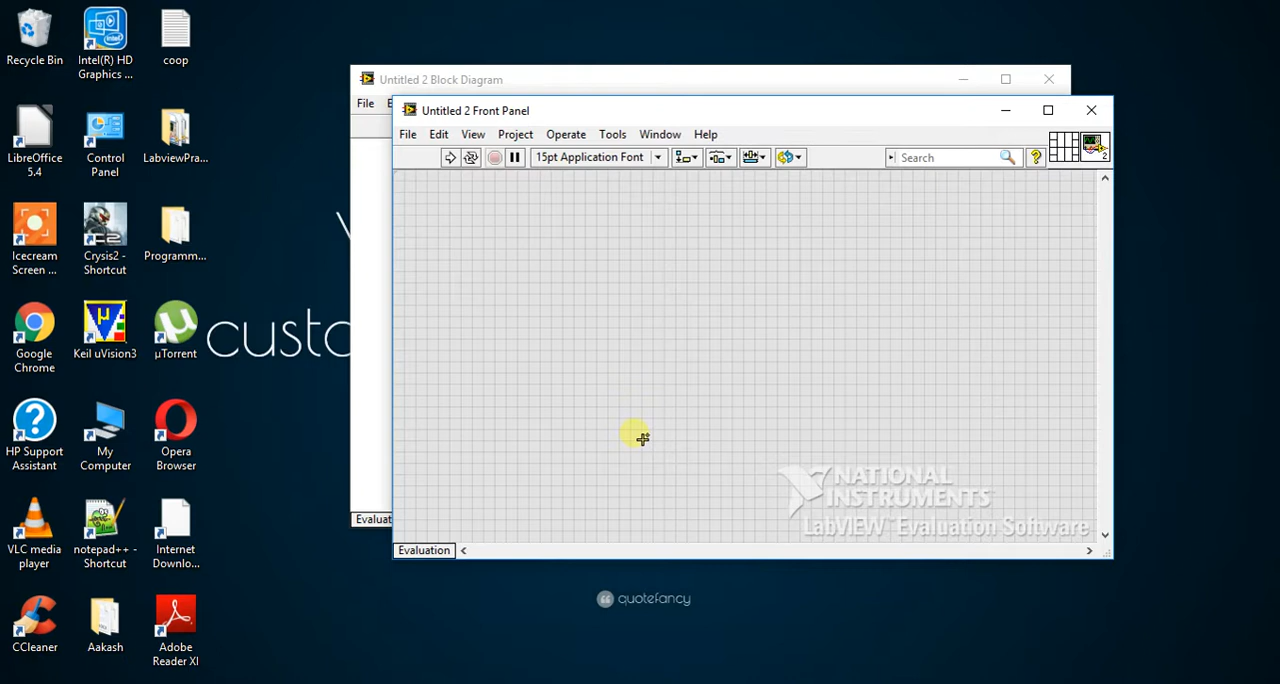 Recycle Bin
Intel(R) HD
Graphics ...
coop
LibreOffice
5.4
Control
Panel
LabviewPra...
Icecream
Screen ...
Crysis2 -
Shortcut
Programm...
Google
Chrome
Keil uVision3
µTorrent
HP Support
Assistant
My
Computer
Opera
Browser
VLC media
player
notepad++ -
Shortcut
Internet
Downlo...
CCleaner
Aakash
Adobe
Reader XI
custo
quotefancy
Untitled 2 Block Diagram
File
Untitled 2 Front Panel
File Edit View Project Operate Tools Window Help
15pt Application Font
Search
2
NATIONAL
INSTRUMENTS
LabVIEW™ Evaluation Software
Evaluation